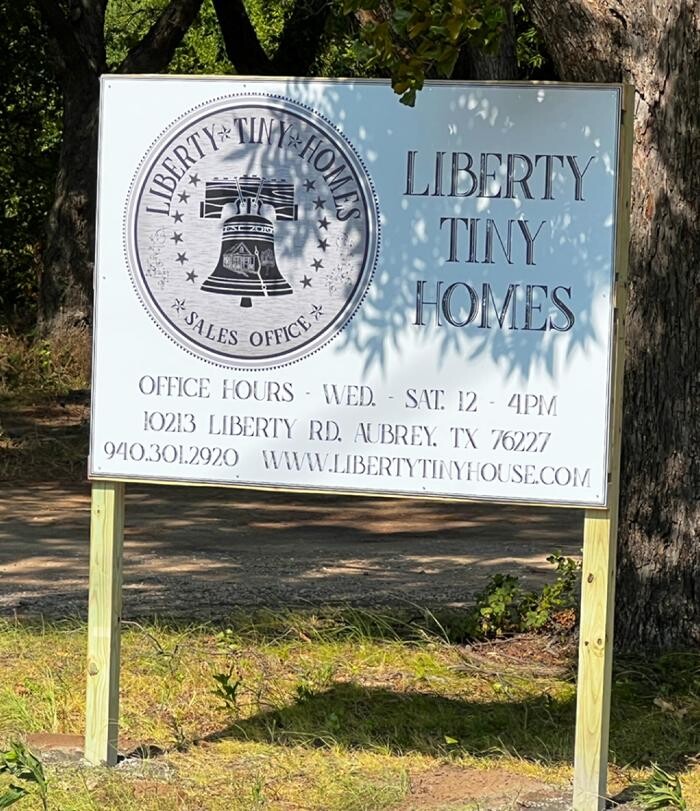 LIBERTY TINY HOMES
EST. 2019
SALES OFFICE
LIBERTY
TINY
HOMES
OFFICE HOURS - WED. - SAT. 12 - 4PM
10213 LIBERTY RD, AUBREY, TX 76227
940.301.2920 WWW.LIBERTYTINYHOUSE.COM